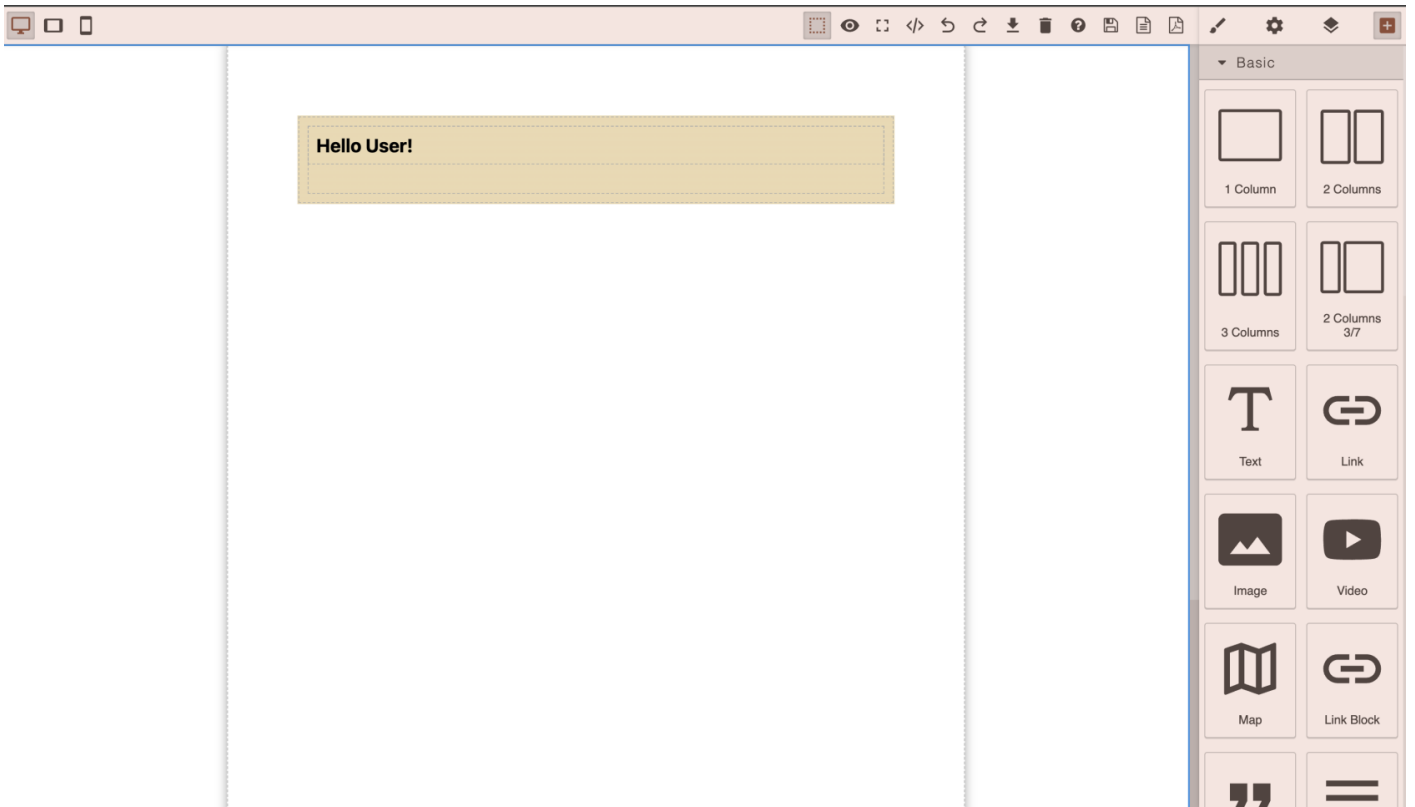 Basic
Hello User!
1 Column
2 Columns
3 Columns
2 Columns
3/7
Text
Link
Image
Video
Map
Link Block